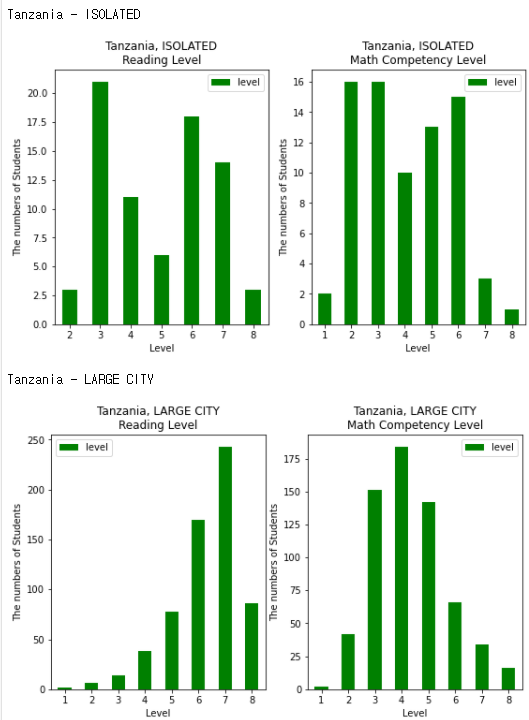 Tanzania - ISOLATED
Tanzania, ISOLATED
Reading Level
level
The numbers of Students
20.0
17.5
15.0
12.5
10.0
7.5
5.0
2.5
0.0
2 3 4 5 6 7 8
Level
Tanzania, ISOLATED
Math Competency Level
level
The numbers of Students
16
14
12
10
8
6
4
2
0
1 2 3 4 5 6 7 8
Level
Tanzania - LARGE CITY
Tanzania, LARGE CITY
Reading Level
level
The numbers of Students
250
200
150
100
50
0
1 2 3 4 5 6 7 8
Level
Tanzania, LARGE CITY
Math Competency Level
level
The numbers of Students
175
150
125
100
75
50
25
0
1 2 3 4 5 6 7 8
Level